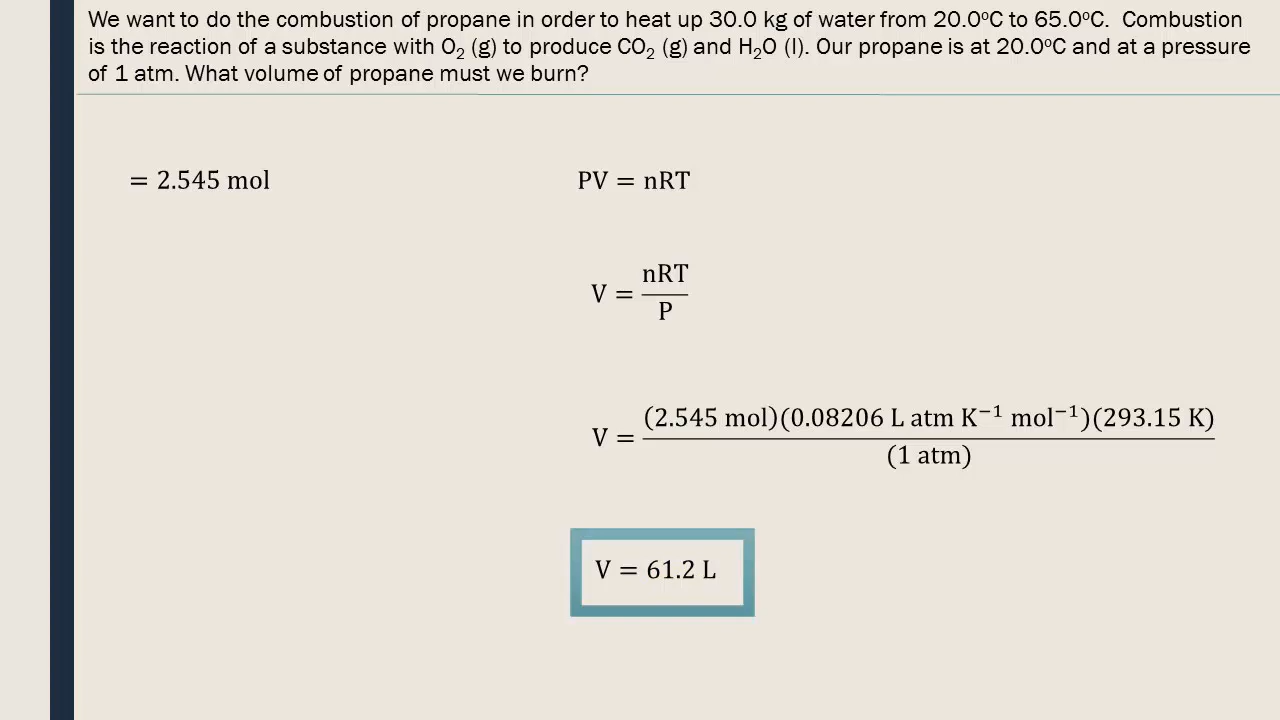 We want to do the combustion of propane in order to heat up 30.0 kg of water from 20.0ᵒC to 65.0ᵒC. Combustion
is the reaction of a substance with O₂ (g) to produce CO₂ (g) and H₂O (l). Our propane is at 20.0ᵒC and at a pressure
of 1 atm. What volume of propane must we burn?
= 2.545 mol
PV = nRT
V = nRT/P
V = (2.545 mol)(0.08206 L atm K⁻¹ mol⁻¹)(293.15 K)/(1 atm)
V = 61.2 L